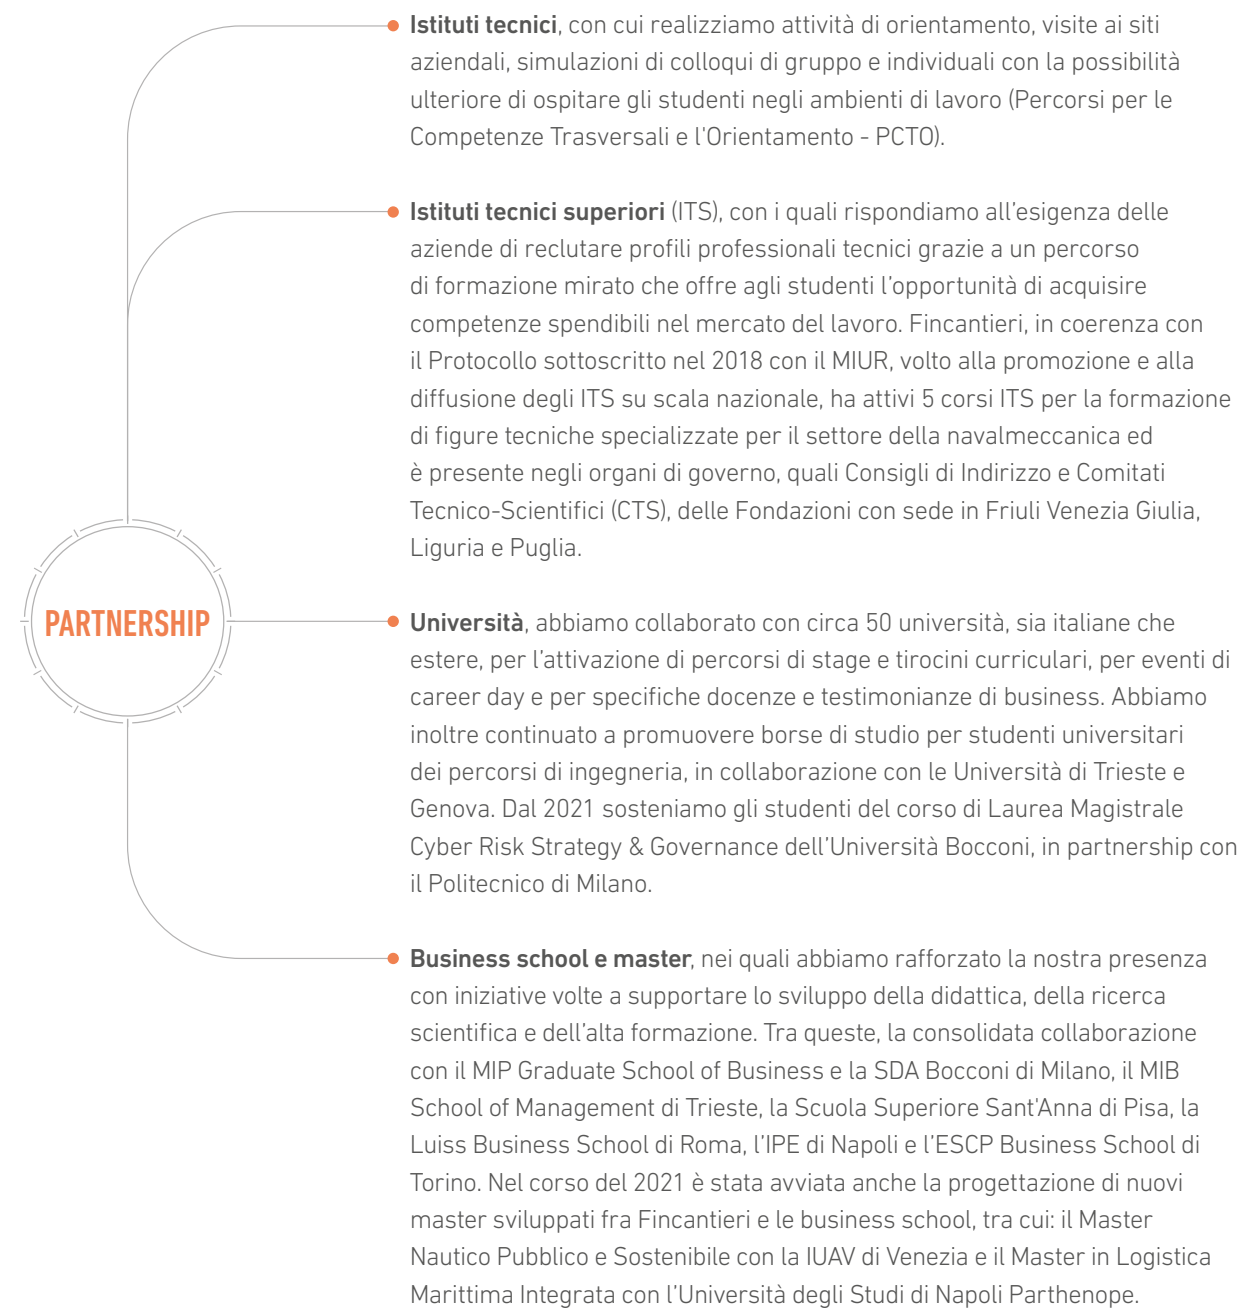 Istituti tecnici, con cui realizziamo attività di orientamento, visite ai siti
aziendali, simulazioni di colloqui di gruppo e individuali con la possibilità
ulteriore di ospitare gli studenti negli ambienti di lavoro (Percorsi per le
Competenze Trasversali e l'Orientamento - PCTO).
Istituti tecnici superiori (ITS), con i quali rispondiamo all’esigenza delle
aziende di reclutare profili professionali tecnici grazie a un percorso
di formazione mirato che offre agli studenti l’opportunità di acquisire
competenze spendibili nel mercato del lavoro. Fincantieri, in coerenza con
il Protocollo sottoscritto nel 2018 con il MIUR, volto alla promozione e alla
diffusione degli ITS su scala nazionale, ha attivi 5 corsi ITS per la formazione
di figure tecniche specializzate per il settore della navalmeccanica ed
è presente negli organi di governo, quali Consigli di Indirizzo e Comitati
Tecnico-Scientifici (CTS), delle Fondazioni con sede in Friuli Venezia Giulia,
Liguria e Puglia.
PARTNERSHIP
Università, abbiamo collaborato con circa 50 università, sia italiane che
estere, per l’attivazione di percorsi di stage e tirocini curriculari, per eventi di
career day e per specifiche docenze e testimonianze di business. Abbiamo
inoltre continuato a promuovere borse di studio per studenti universitari
dei percorsi di ingegneria, in collaborazione con le Università di Trieste e
Genova. Dal 2021 sosteniamo gli studenti del corso di Laurea Magistrale
Cyber Risk Strategy & Governance dell’Università Bocconi, in partnership con
il Politecnico di Milano.
Business school e master, nei quali abbiamo rafforzato la nostra presenza
con iniziative volte a supportare lo sviluppo della didattica, della ricerca
scientifica e dell’alta formazione. Tra queste, la consolidata collaborazione
con il MIP Graduate School of Business e la SDA Bocconi di Milano, il MIB
School of Management di Trieste, la Scuola Superiore Sant'Anna di Pisa, la
Luiss Business School di Roma, l’IPE di Napoli e l’ESCP Business School di
Torino. Nel corso del 2021 è stata avviata anche la progettazione di nuovi
master sviluppati fra Fincantieri e le business school, tra cui: il Master
Nautico Pubblico e Sostenibile con la IUAV di Venezia e il Master in Logistica
Marittima Integrata con l’Università degli Studi di Napoli Parthenope.